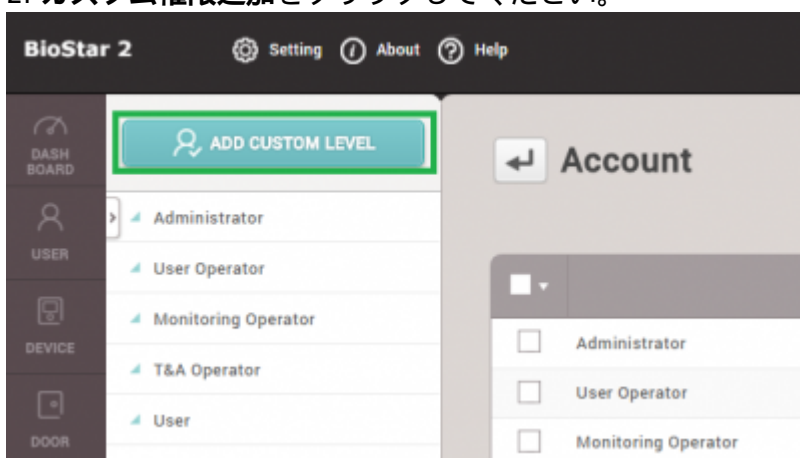 2. カスタム権限追加をクリックしてください。
BioStar 2
Setting
About
Help
DASH
BOARD
USER
DEVICE
DOOR
ADD CUSTOM LEVEL
Administrator
User Operator
Monitoring Operator
T&A Operator
User
Account
Administrator
User Operator
Monitoring Operator